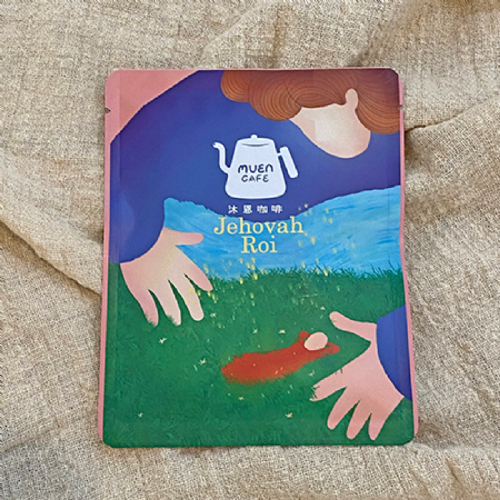 MUEN
CAFE
沐恩咖啡
Jehovah
Roi